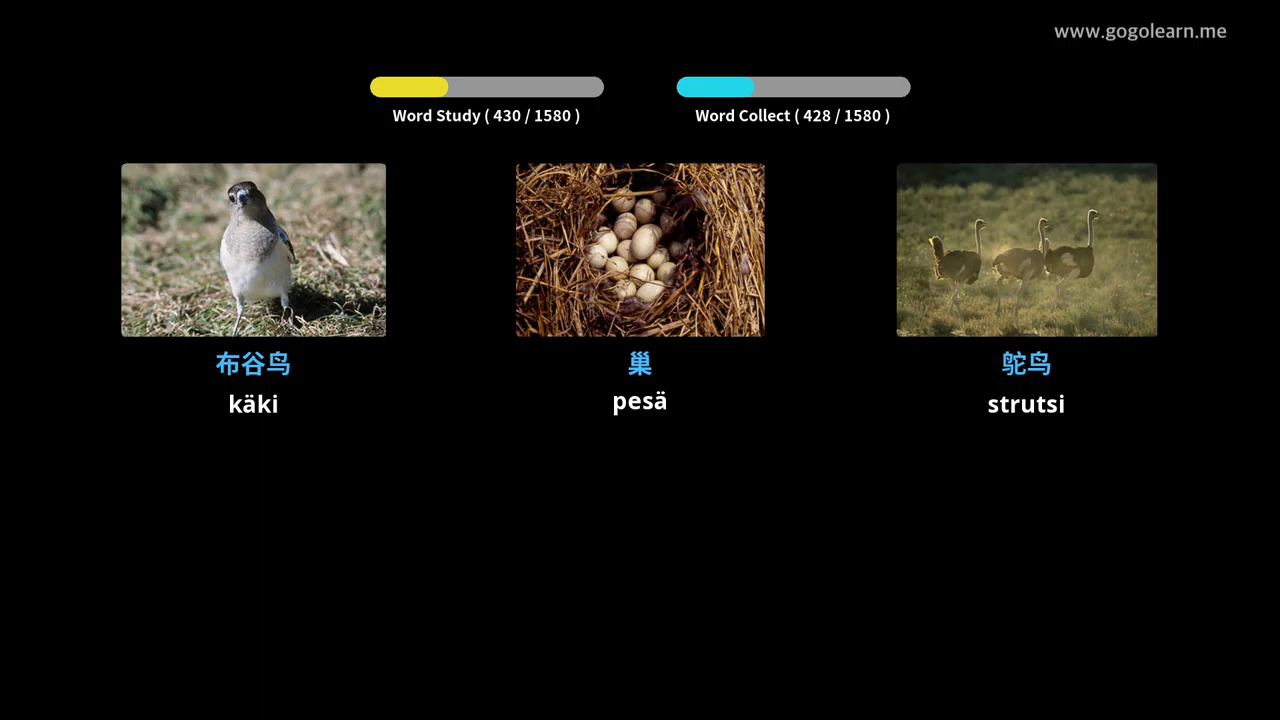 www.gogolearn.me
Word Study ( 430 / 1580 )
Word Collect ( 428 / 1580 )
布谷鸟
巢
鸵鸟
käki
pesä
strutsi